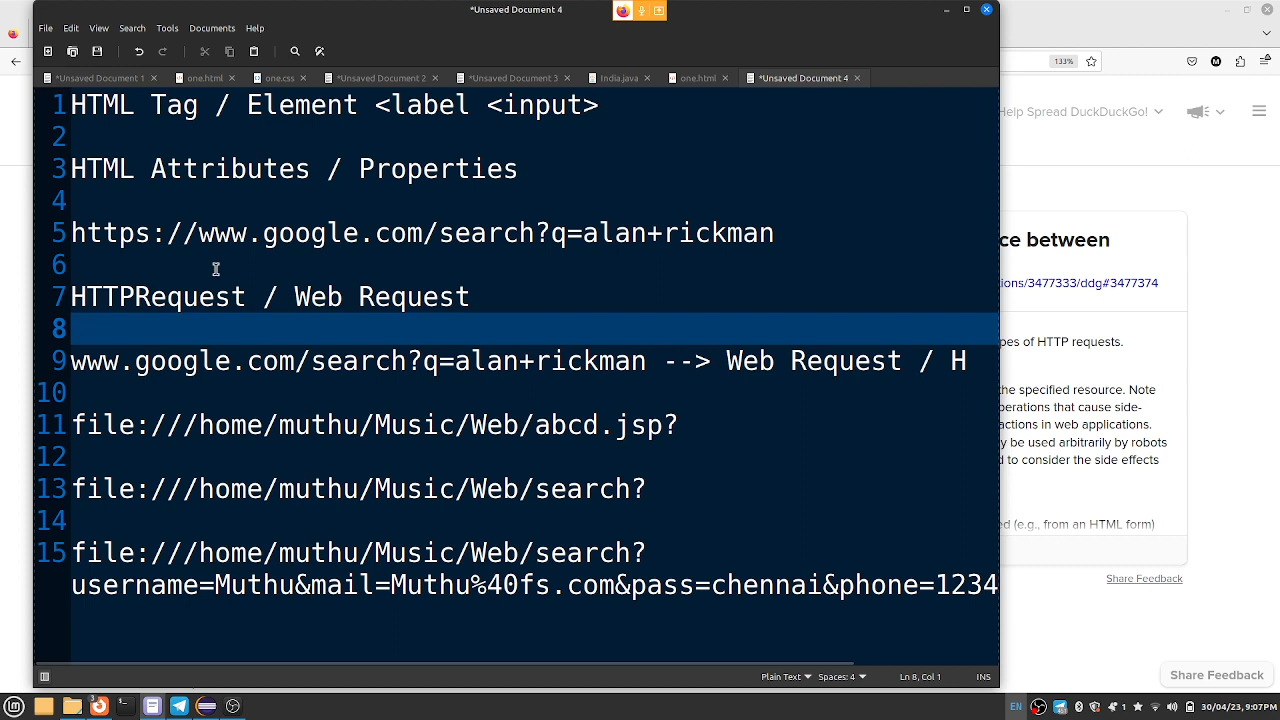 *Unsaved Document 4
File Edit View Search Tools Documents Help
*Unsaved Document 1
one.html
one.css
*Unsaved Document 2
*Unsaved Document 3
India.java
one.html
*Unsaved Document 4
1 HTML Tag / Element <label <input>
2
3 HTML Attributes / Properties
4
5 https://www.google.com/search?q=alan+rickman
6
7 HTTPRequest / Web Request
8
9 www.google.com/search?q=alan+rickman --> Web Request / H
10
11 file:///home/muthu/Music/Web/abcd.jsp?
12
13 file:///home/muthu/Music/Web/search?
14
15 file:///home/muthu/Music/Web/search?
username=Muthu&mail=Muthu%40fs.com&pass=chennai&phone=1234
Plain Text Spaces: 4 Ln 8, Col 1 INS
133%
Help Spread DuckDuckGo!
ce between
ions/3477333/ddg#3477374
pes of HTTP requests.
the specified resource. Note
perations that cause side-
actions in web applications.
y be used arbitrarily by robots
d to consider the side effects
ed (e.g., from an HTML form)
Share Feedback
Share Feedback
3
EN
1
30/04/23, 9:07PM